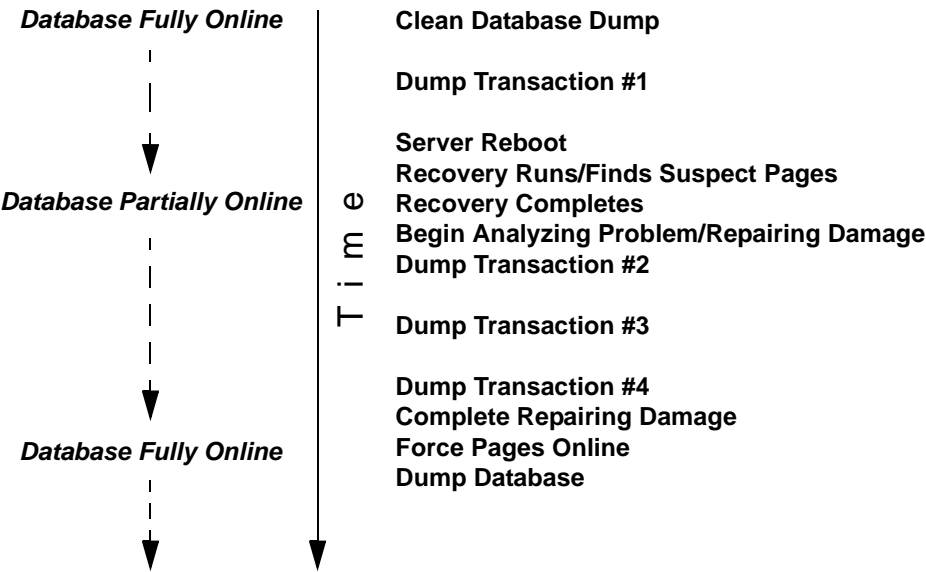 Database Fully Online
Database Partially Online
Database Fully Online
Time
Clean Database Dump
Dump Transaction #1
Server Reboot
Recovery Runs/Finds Suspect Pages
Recovery Completes
Begin Analyzing Problem/Repairing Damage
Dump Transaction #2
Dump Transaction #3
Dump Transaction #4
Complete Repairing Damage
Force Pages Online
Dump Database